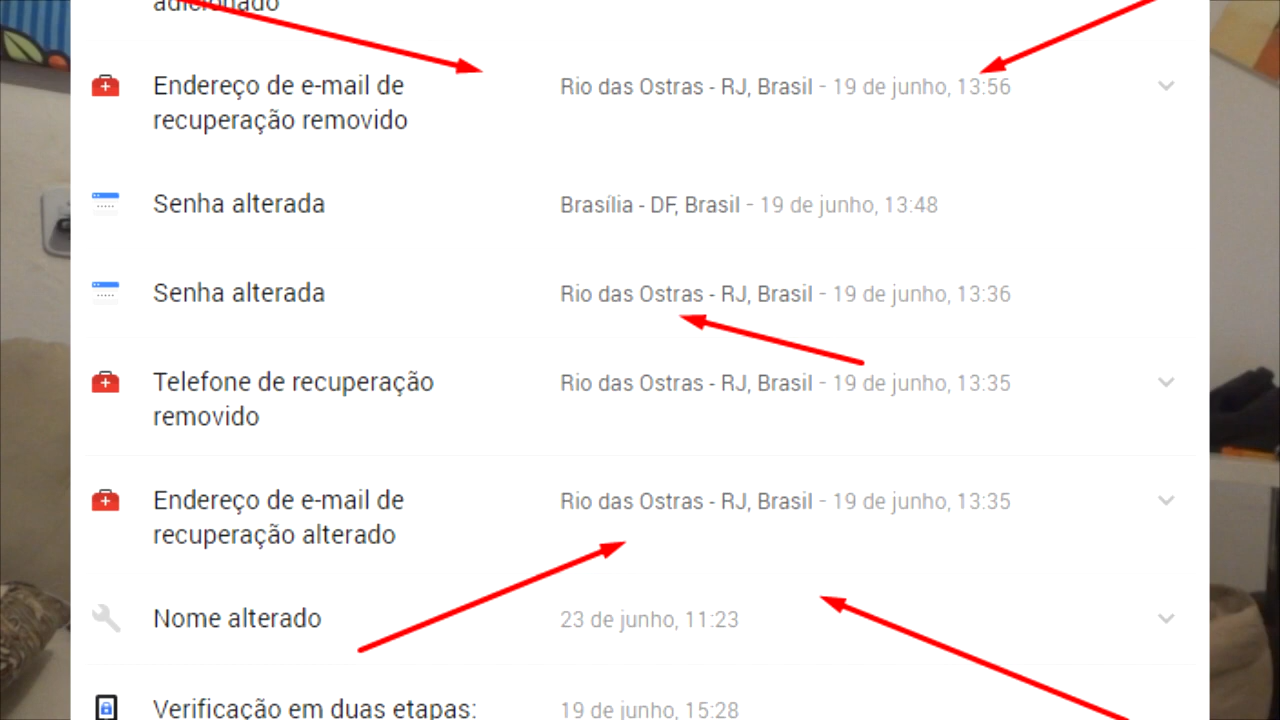 adicionado
Endereço de e-mail de
recuperação removido
Rio das Ostras - RJ, Brasil - 19 de junho, 13:56
Senha alterada
Brasília - DF, Brasil - 19 de junho, 13:48
Senha alterada
Rio das Ostras - RJ, Brasil - 19 de junho, 13:36
Telefone de recuperação
removido
Rio das Ostras - RJ, Brasil - 19 de junho, 13:35
Endereço de e-mail de
recuperação alterado
Rio das Ostras - RJ, Brasil - 19 de junho, 13:35
Nome alterado
23 de junho, 11:23
Verificação em duas etapas:
19 de junho, 15:28